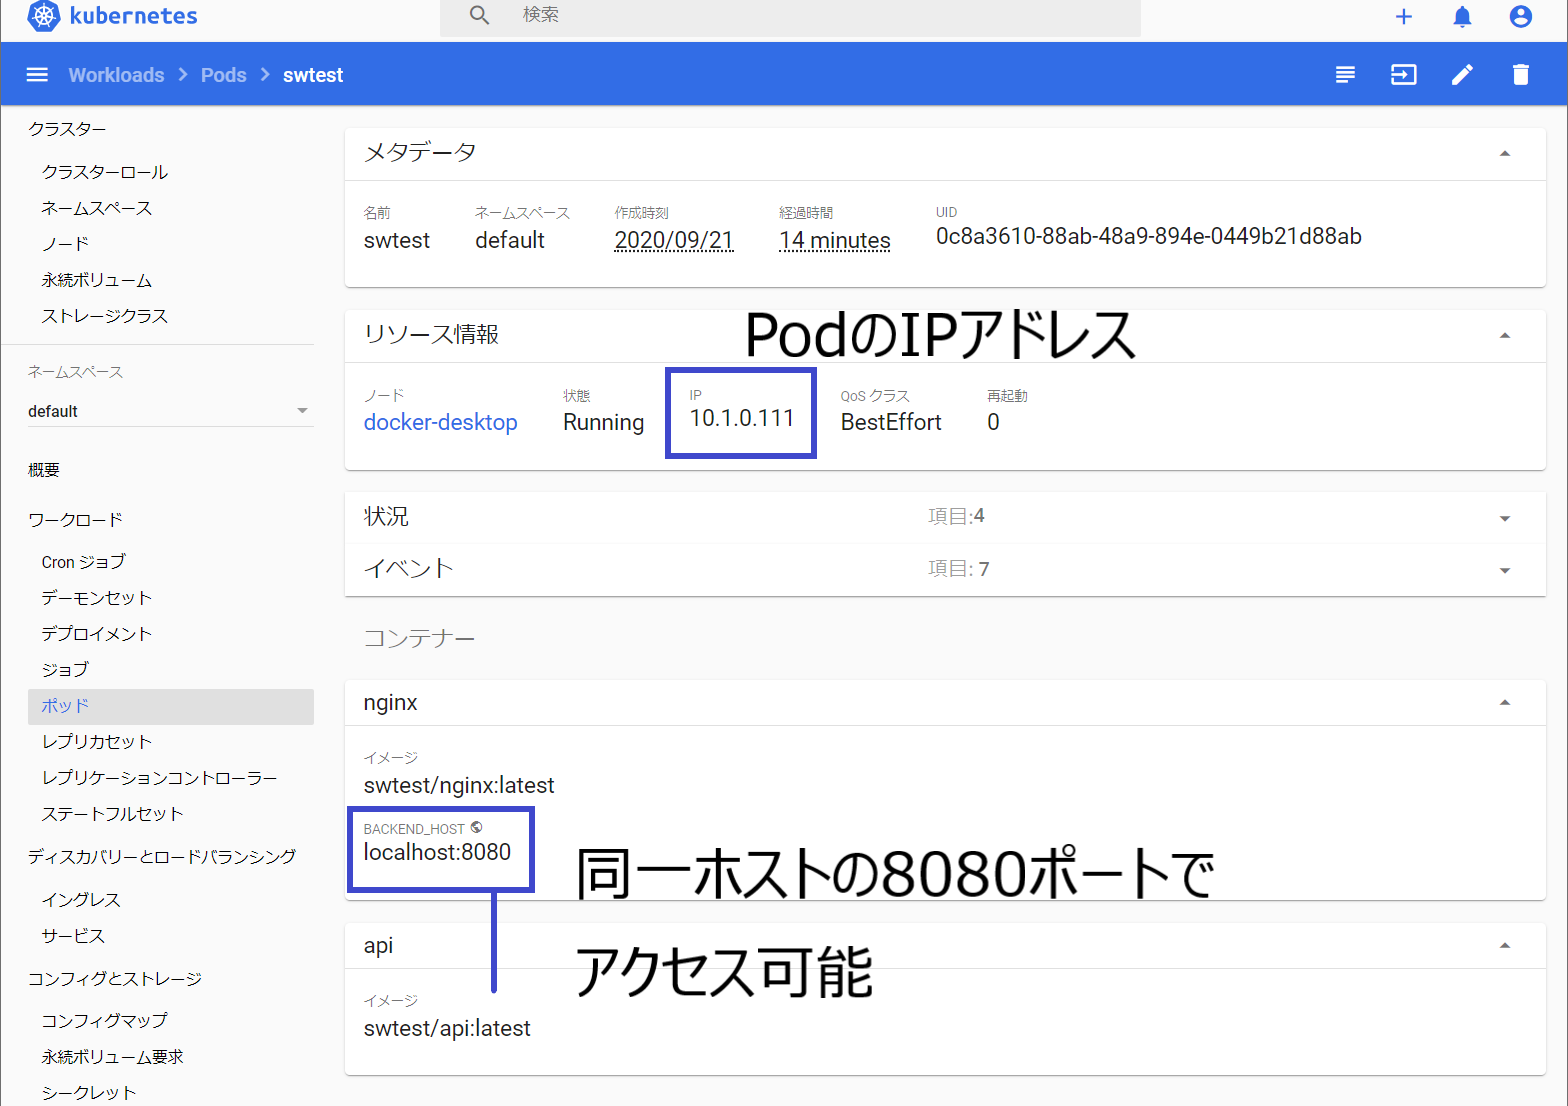 kubernetes
検索
Workloads > Pods > swtest
クラスター
クラスターロール
ネームスペース
ノード
永続ボリューム
ストレージクラス
ネームスペース
default
概要
ワークロード
Cron ジョブ
デーモンセット
デプロイメント
ジョブ
ポッド
レプリカセット
レプリケーションコントローラー
ステートフルセット
ディスカバリーとロードバランシング
イングレス
サービス
コンフィグとストレージ
コンフィグマップ
永続ボリューム要求
シークレット
メタデータ
名前 ネームスペース 作成時刻 経過時間 UID
swtest default 2020/09/21 14 minutes 0c8a3610-88ab-48a9-894e-0449b21d88ab
リソース情報
PodのIPアドレス
ノード 状態 IP QoS クラス 再起動
docker-desktop Running 10.1.0.111 BestEffort 0
状況 項目:4
イベント 項目: 7
コンテナー
nginx
イメージ
swtest/nginx:latest
BACKEND_HOST
localhost:8080
同一ホストの8080ポートで
アクセス可能
api
イメージ
swtest/api:latest